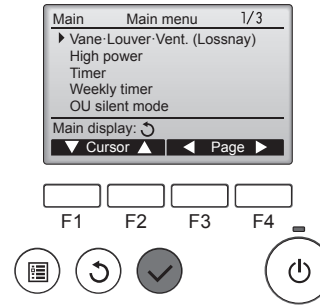 Main Main menu 1/3
Vane·Louver·Vent. (Lossnay)
High power
Timer
Weekly timer
OU silent mode
Main display:
Cursor Page
F1 F2 F3 F4